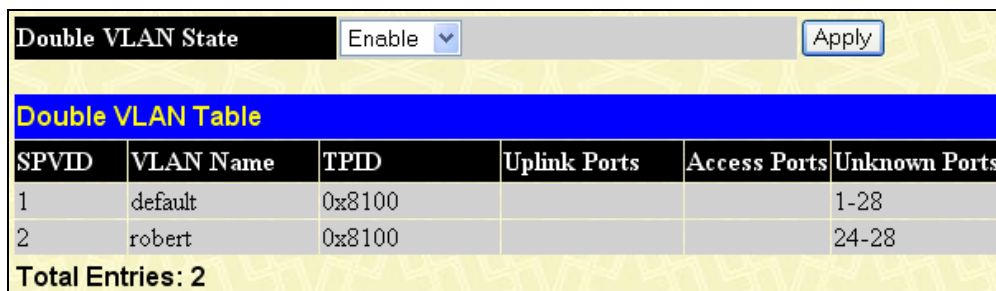 Double VLAN State Enable Apply
Double VLAN Table
SPVID VLAN Name TPID Uplink Ports Access Ports Unknown Ports
1 default 0x8100 1-28
2 robert 0x8100 24-28
Total Entries: 2